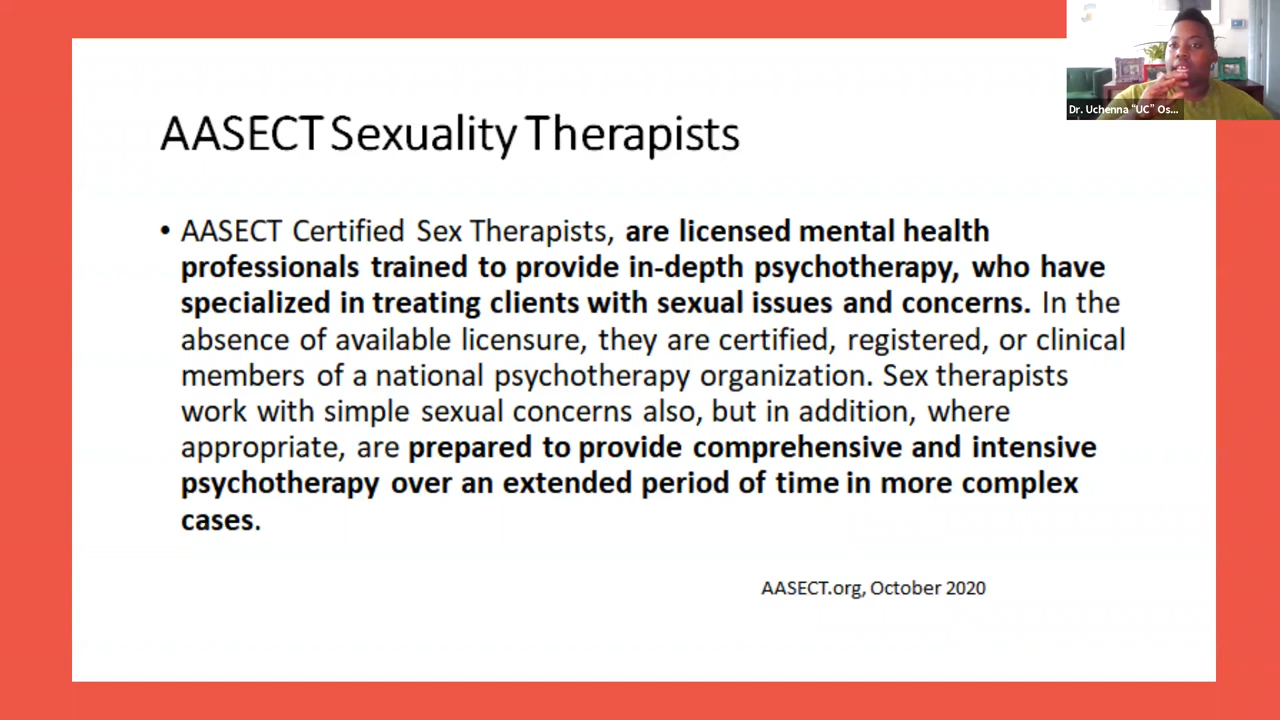 Dr. Uchenna “UC” Os...
AASECT Sexuality Therapists
• AASECT Certified Sex Therapists, are licensed mental health
professionals trained to provide in-depth psychotherapy, who have
specialized in treating clients with sexual issues and concerns. In the
absence of available licensure, they are certified, registered, or clinical
members of a national psychotherapy organization. Sex therapists
work with simple sexual concerns also, but in addition, where
appropriate, are prepared to provide comprehensive and intensive
psychotherapy over an extended period of time in more complex
cases.
AASECT.org, October 2020